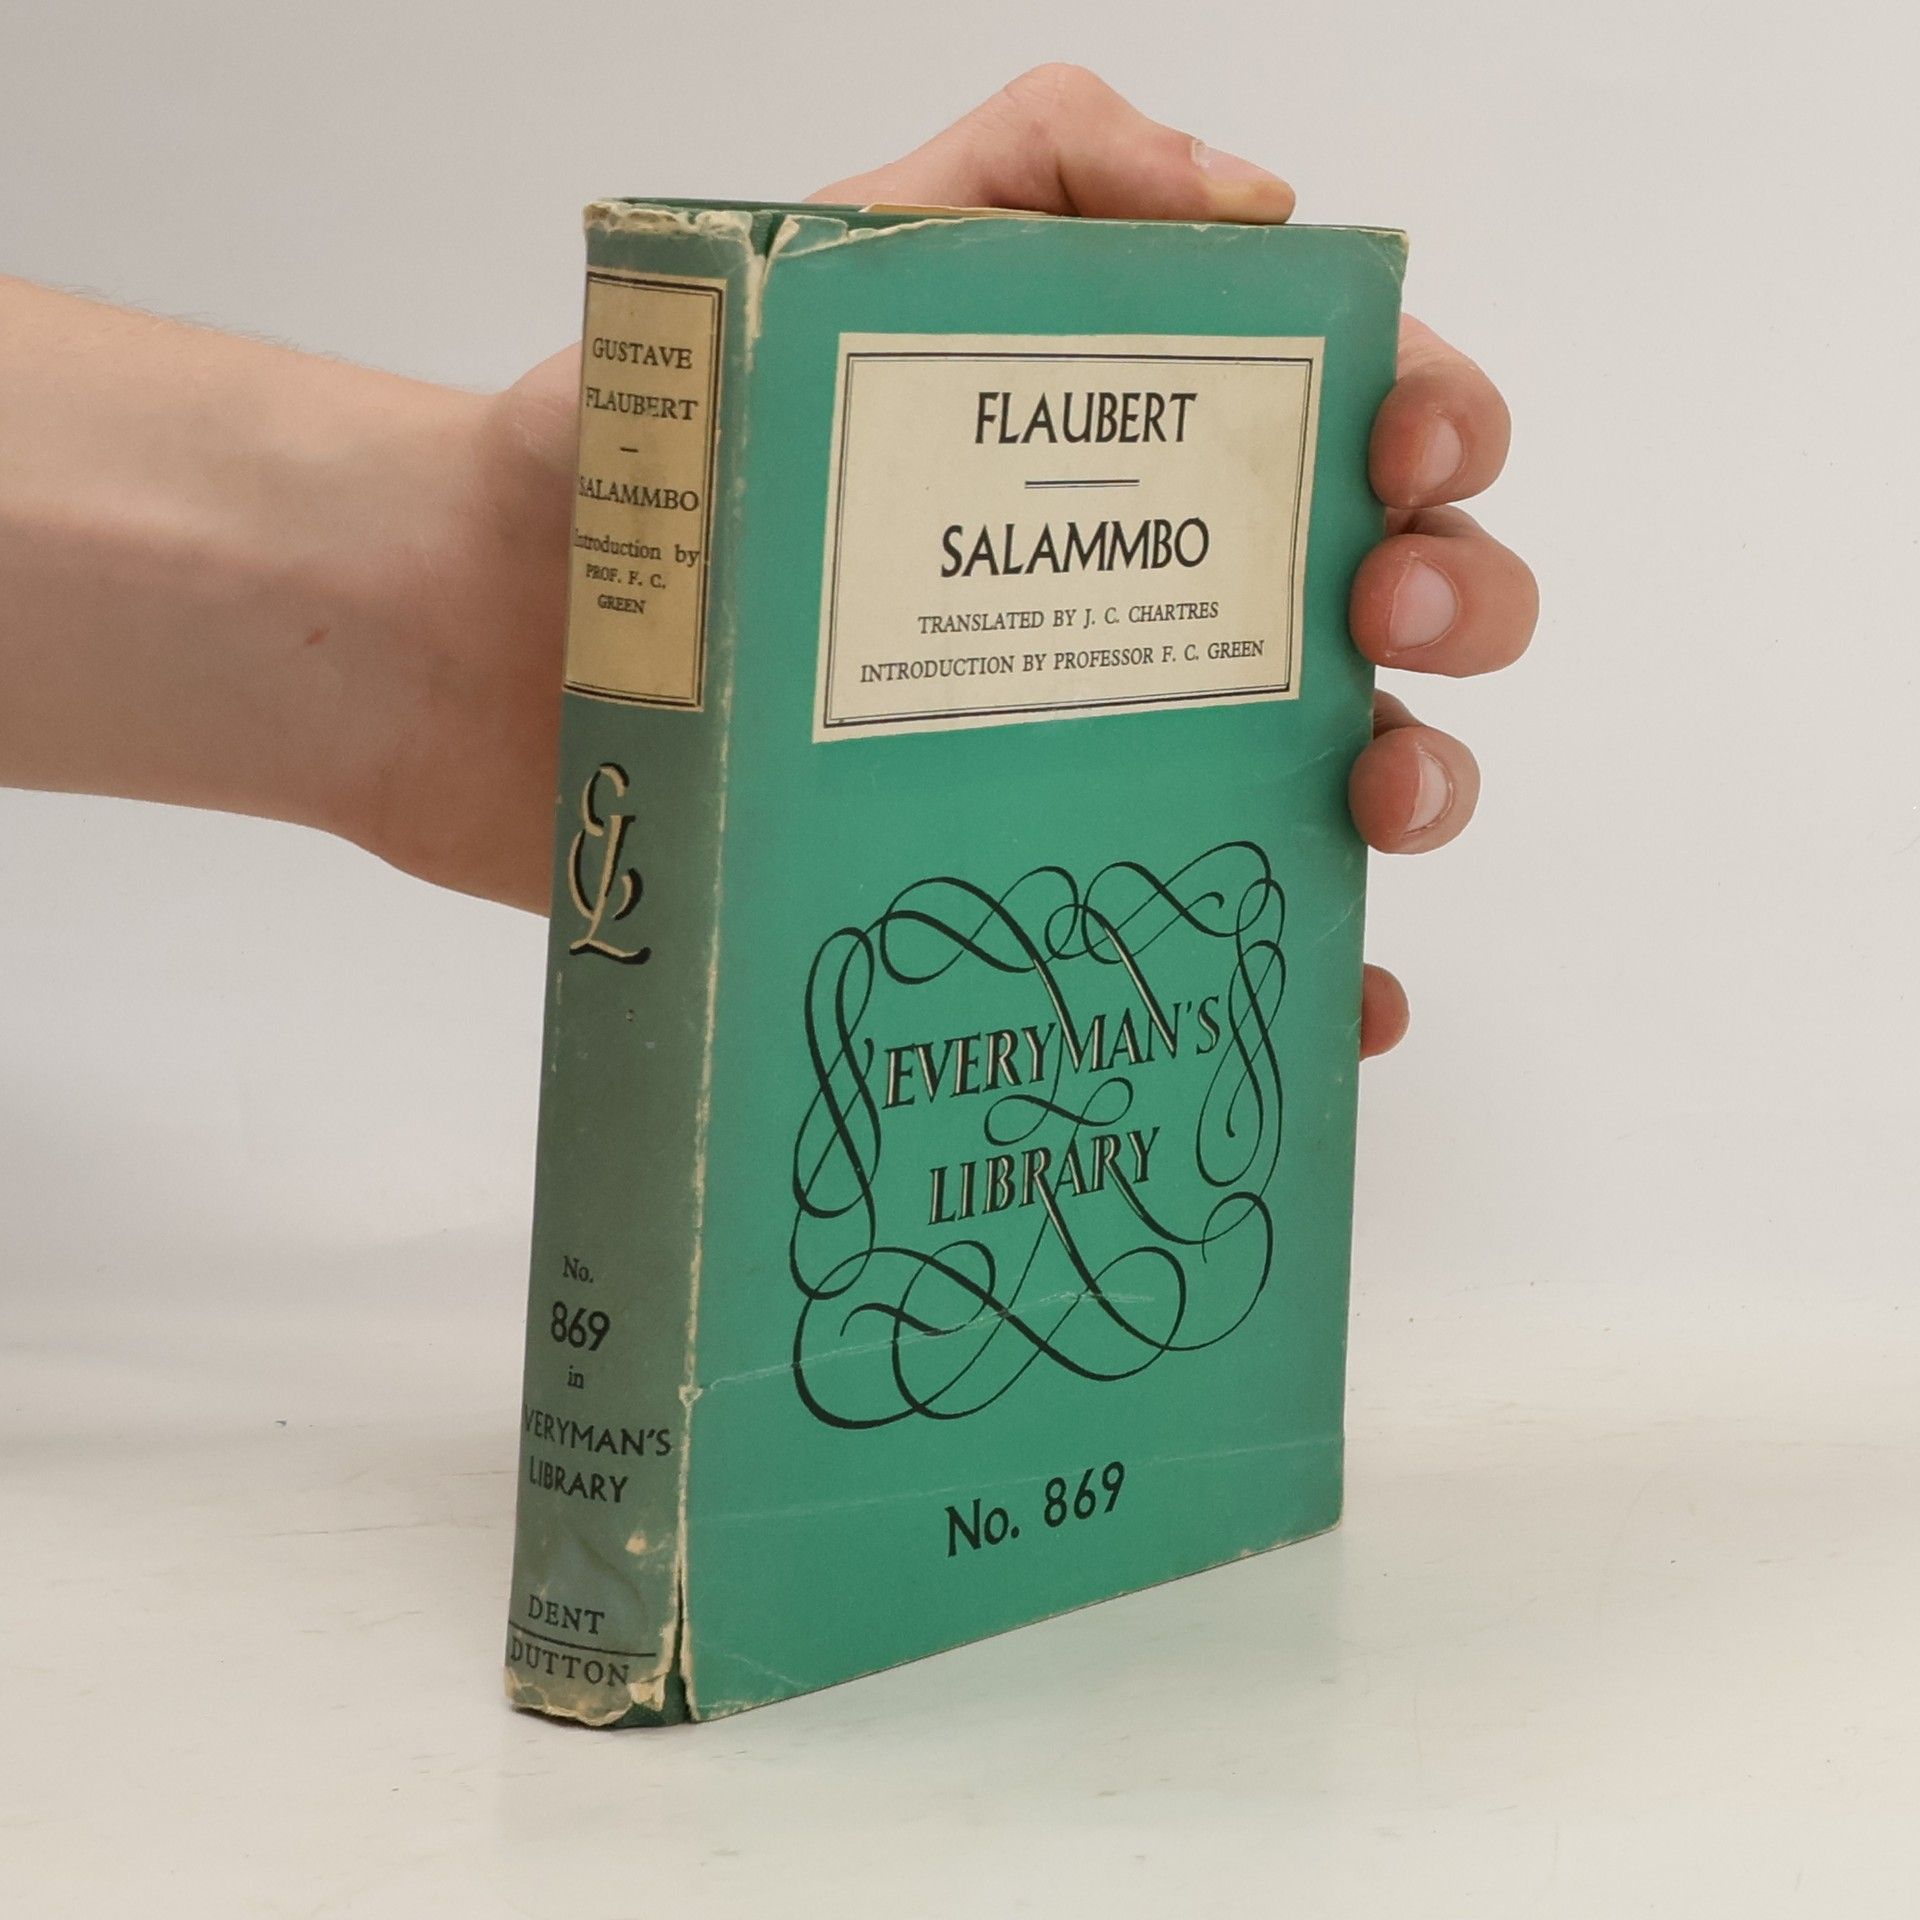 GUSTAVE
FLAUBERT
—
SALAMMBO
Introduction by
PROF. F. C.
GREEN
EL
No.
869
in
VERYMAN'S
LIBRARY
DENT
DUTTON
FLAUBERT
SALAMMBO
TRANSLATED BY J. C. CHARTRES
INTRODUCTION BY PROFESSOR F. C. GREEN
EVERYMAN'S
LIBRARY
No. 869